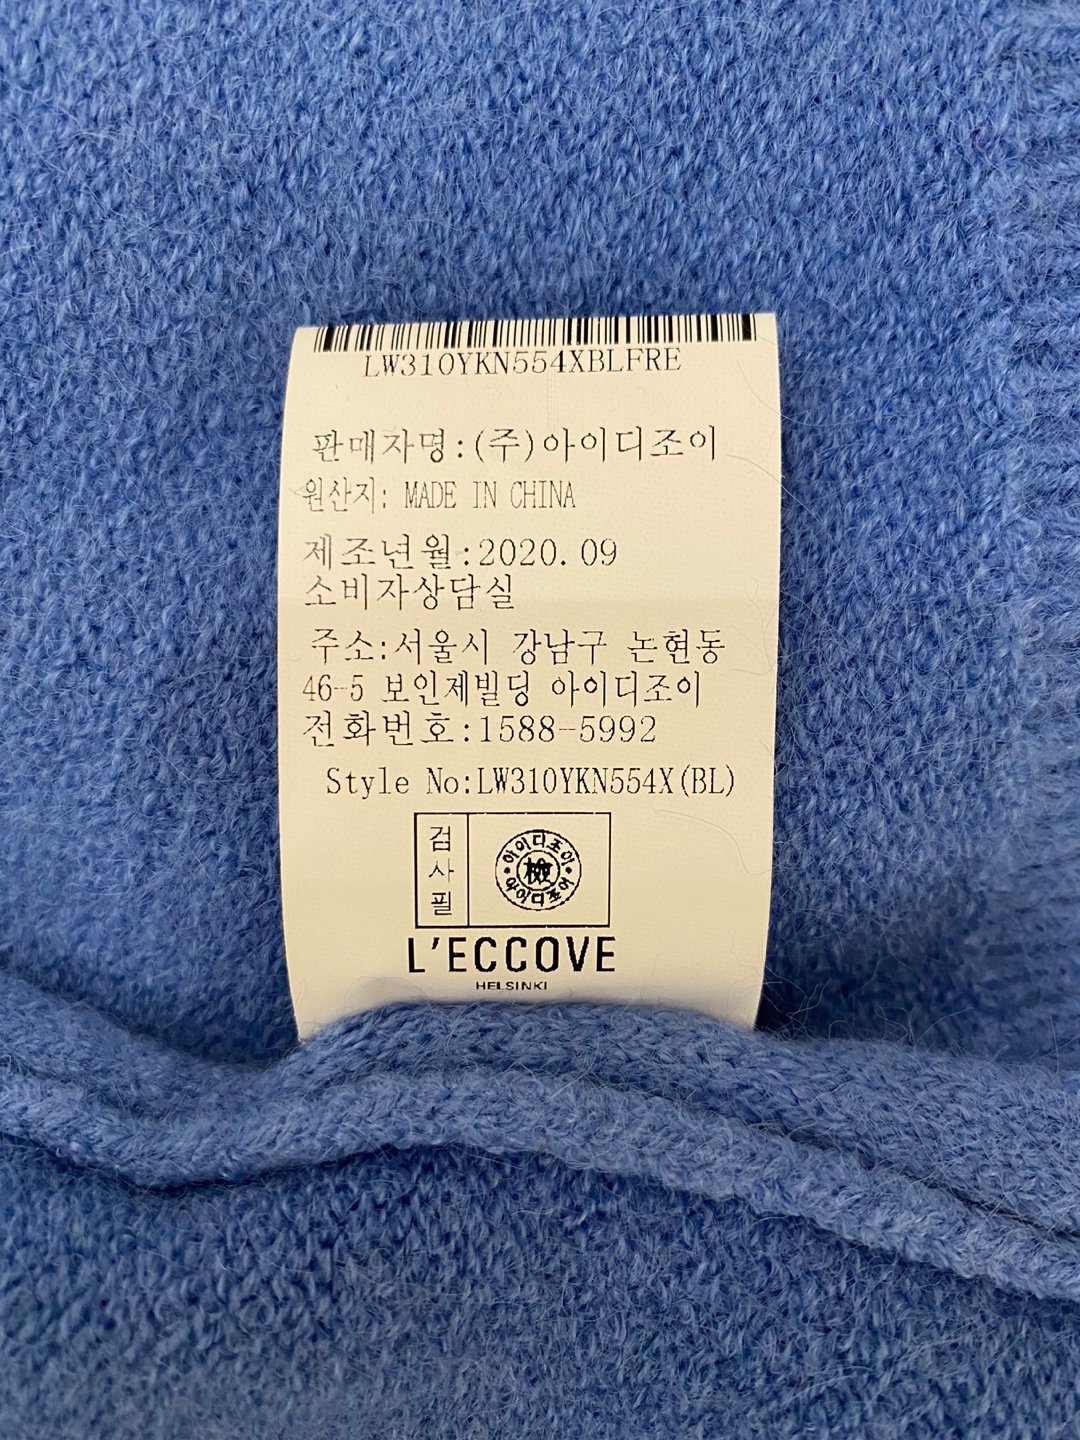 LW310YKN554XBLFRE
판매자명:(주)아이디조이
원산지: MADE IN CHINA
제조년월:2020.09
소비자상담실
주소:서울시 강남구 논현동
46-5 보인제빌딩 아이디조이
전화번호:1588-5992
Style No:LW310YKN554X(BL)
검사필
아이디조이
檢
아이디조이
L'ECCOVE
HELSINKI